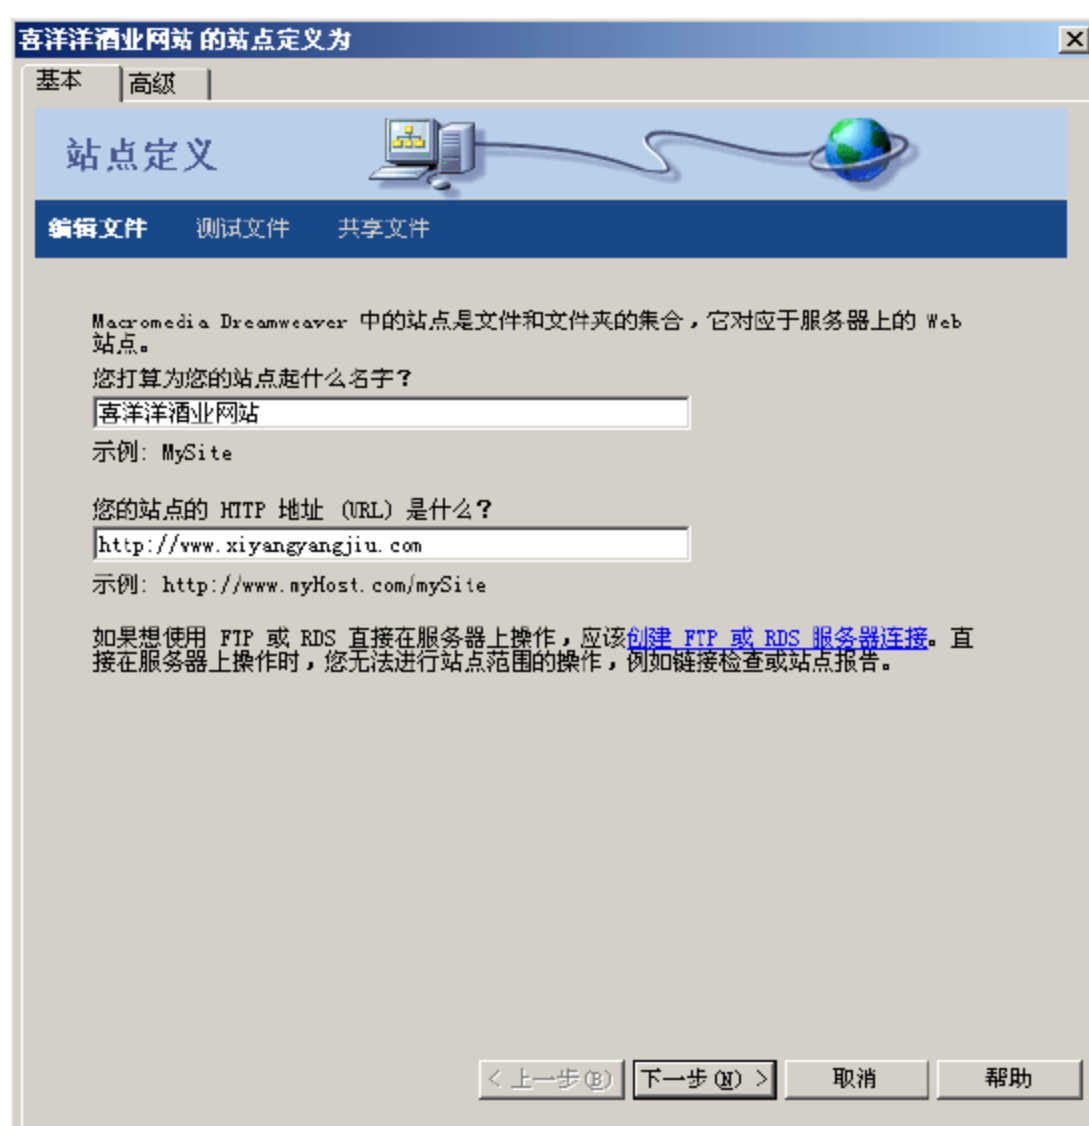 喜洋洋酒业网站 的站点定义为
基本 高级
站点定义
编辑文件 测试文件 共享文件
Macromedia Dreamweaver 中的站点是文件和文件夹的集合，它对应于服务器上的 Web
站点。
您打算为您的站点起什么名字？
喜洋洋酒业网站
示例: MySite
您的站点的 HTTP 地址 (URL) 是什么？
http://www.xiyangyangjiu.com
示例: http://www.myHost.com/mySite
如果想使用 FTP 或 RDS 直接在服务器上操作，应该创建 FTP 或 RDS 服务器连接。直
接在服务器上操作时，您无法进行站点范围的操作，例如链接检查或站点报告。
< 上一步(B) 下一步(N) > 取消 帮助